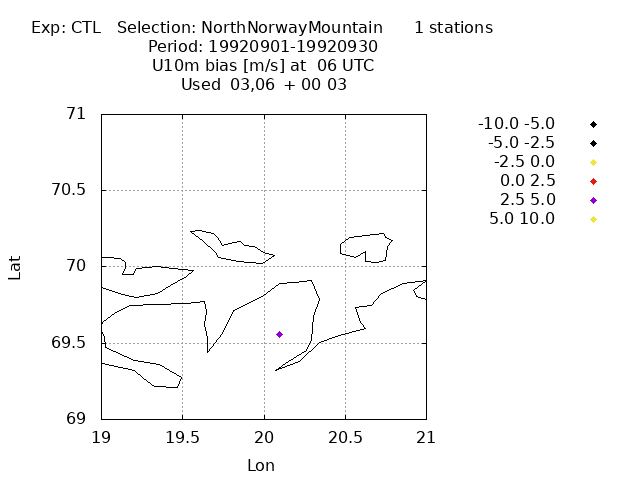 Exp: CTL   Selection: NorthNorwayMountain      1 stations
Period: 19920901-19920930
U10m bias [m/s] at  06 UTC
Used  03,06  + 00 03
71
70.5
70
69.5
69
19 19.5 20 20.5 21
Lat
Lon
-10.0 -5.0
-5.0 -2.5
-2.5 0.0
0.0 2.5
2.5 5.0
5.0 10.0